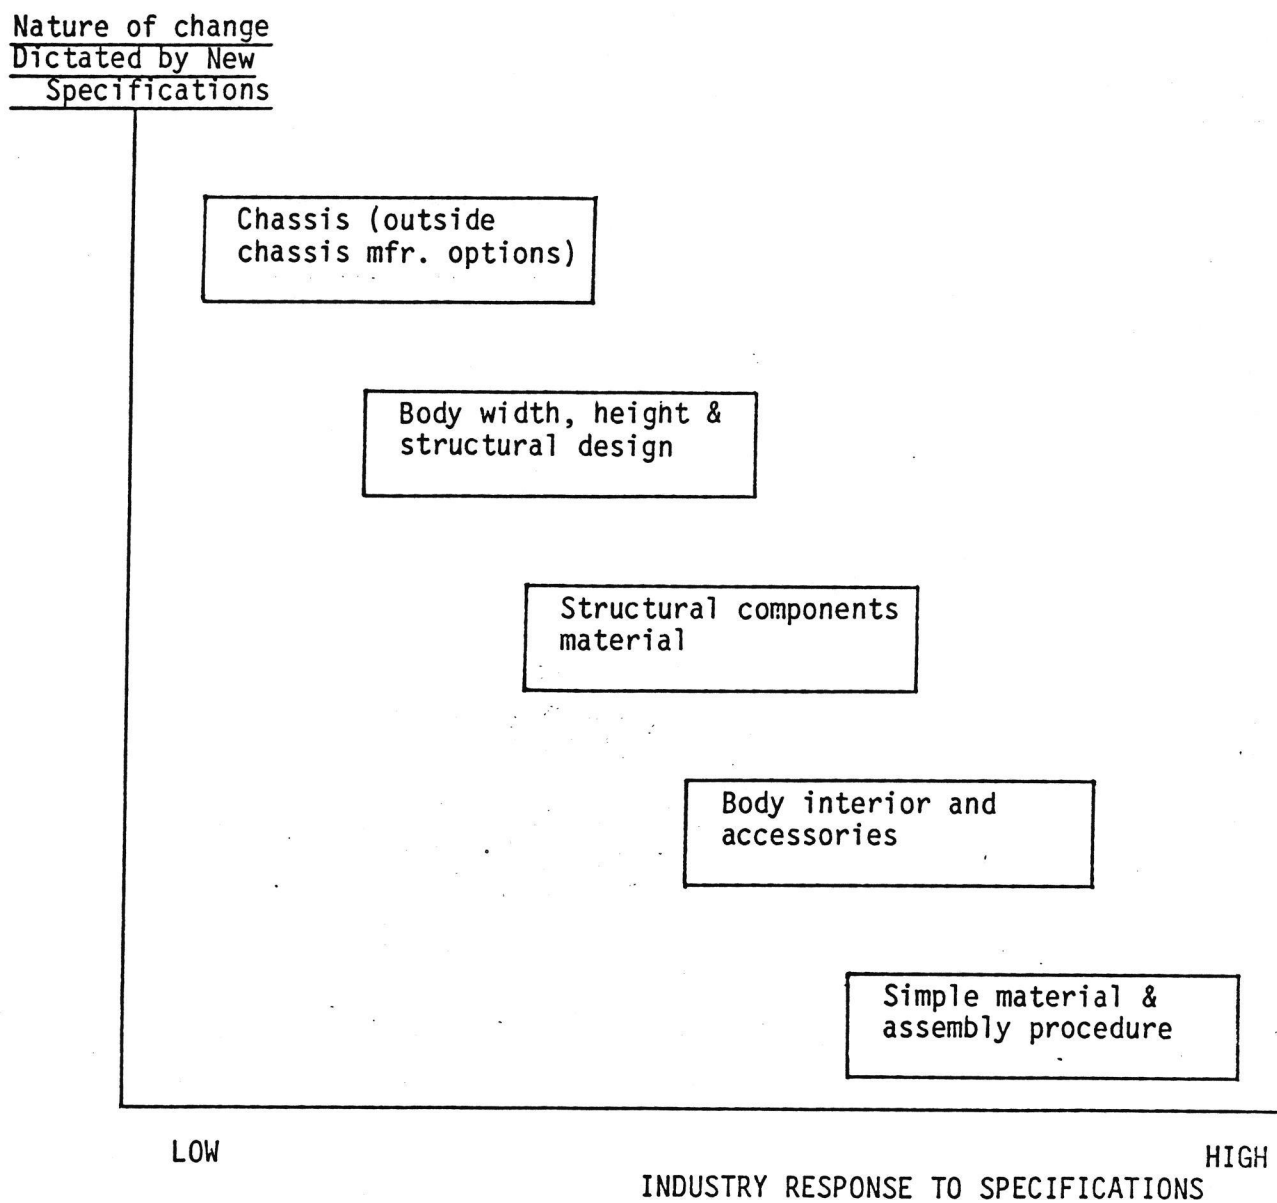 Nature of change
Dictated by New
Specifications
Chassis (outside
chassis mfr. options)
Body width, height &
structural design
Structural components
material
Body interior and
accessories
Simple material &
assembly procedure
LOW
HIGH
INDUSTRY RESPONSE TO SPECIFICATIONS